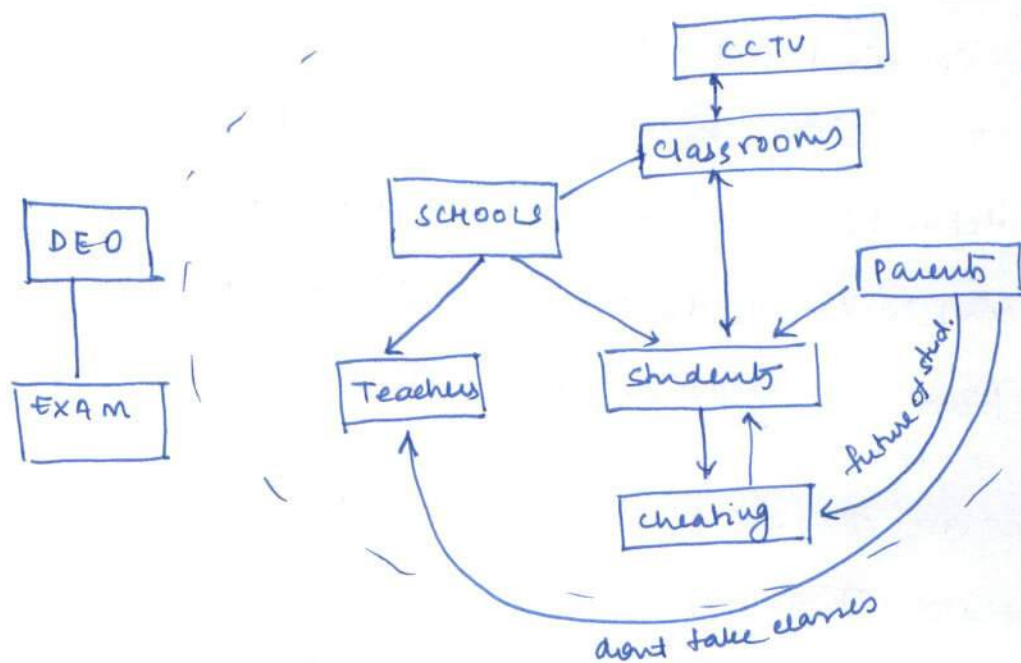 CCTV
Classrooms
SCHOOLS
DEO
Parents
Teachers
Students
EXAM
future of stud.
Cheating
dont take classes